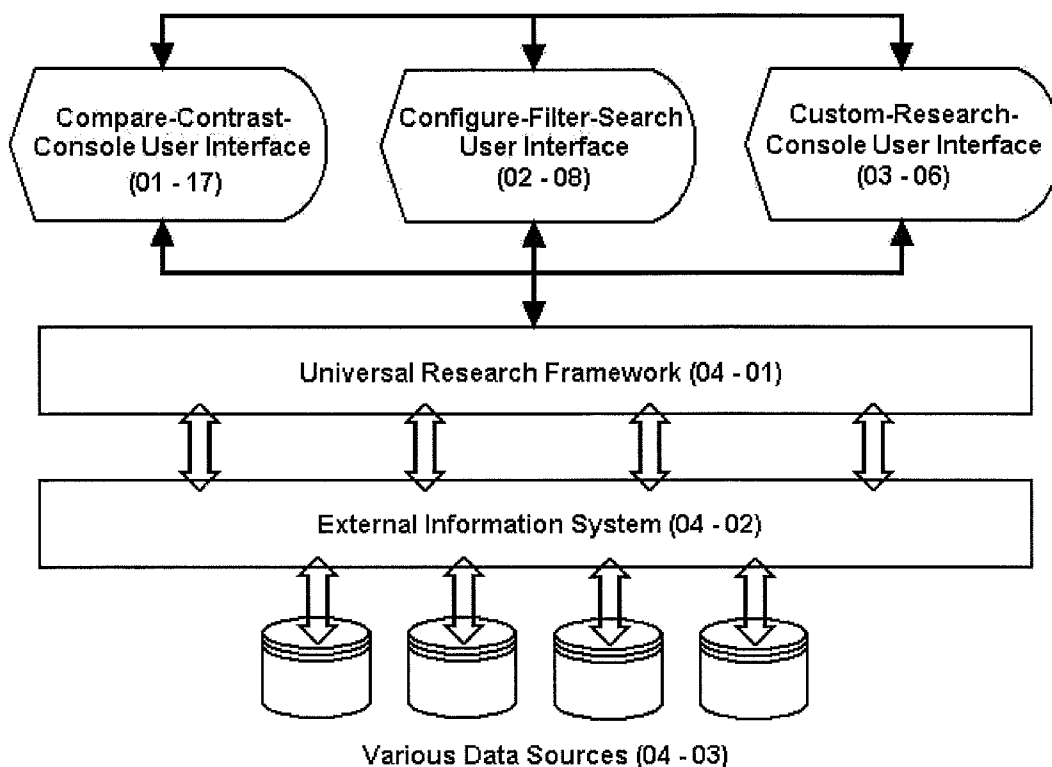 Compare-Contrast-
Console User Interface
(01 - 17)
Configure-Filter-Search
User Interface
(02 - 08)
Custom-Research-
Console User Interface
(03 - 06)
Universal Research Framework (04 - 01)
External Information System (04 - 02)
Various Data Sources (04 - 03)